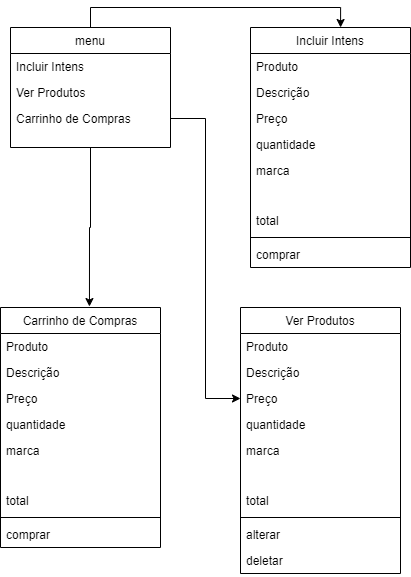 menu
Incluir Intens
Ver Produtos
Carrinho de Compras
Incluir Intens
Produto
Descrição
Preço
quantidade
marca
total
comprar
Carrinho de Compras
Produto
Descrição
Preço
quantidade
marca
total
comprar
Ver Produtos
Produto
Descrição
Preço
quantidade
marca
total
alterar
deletar